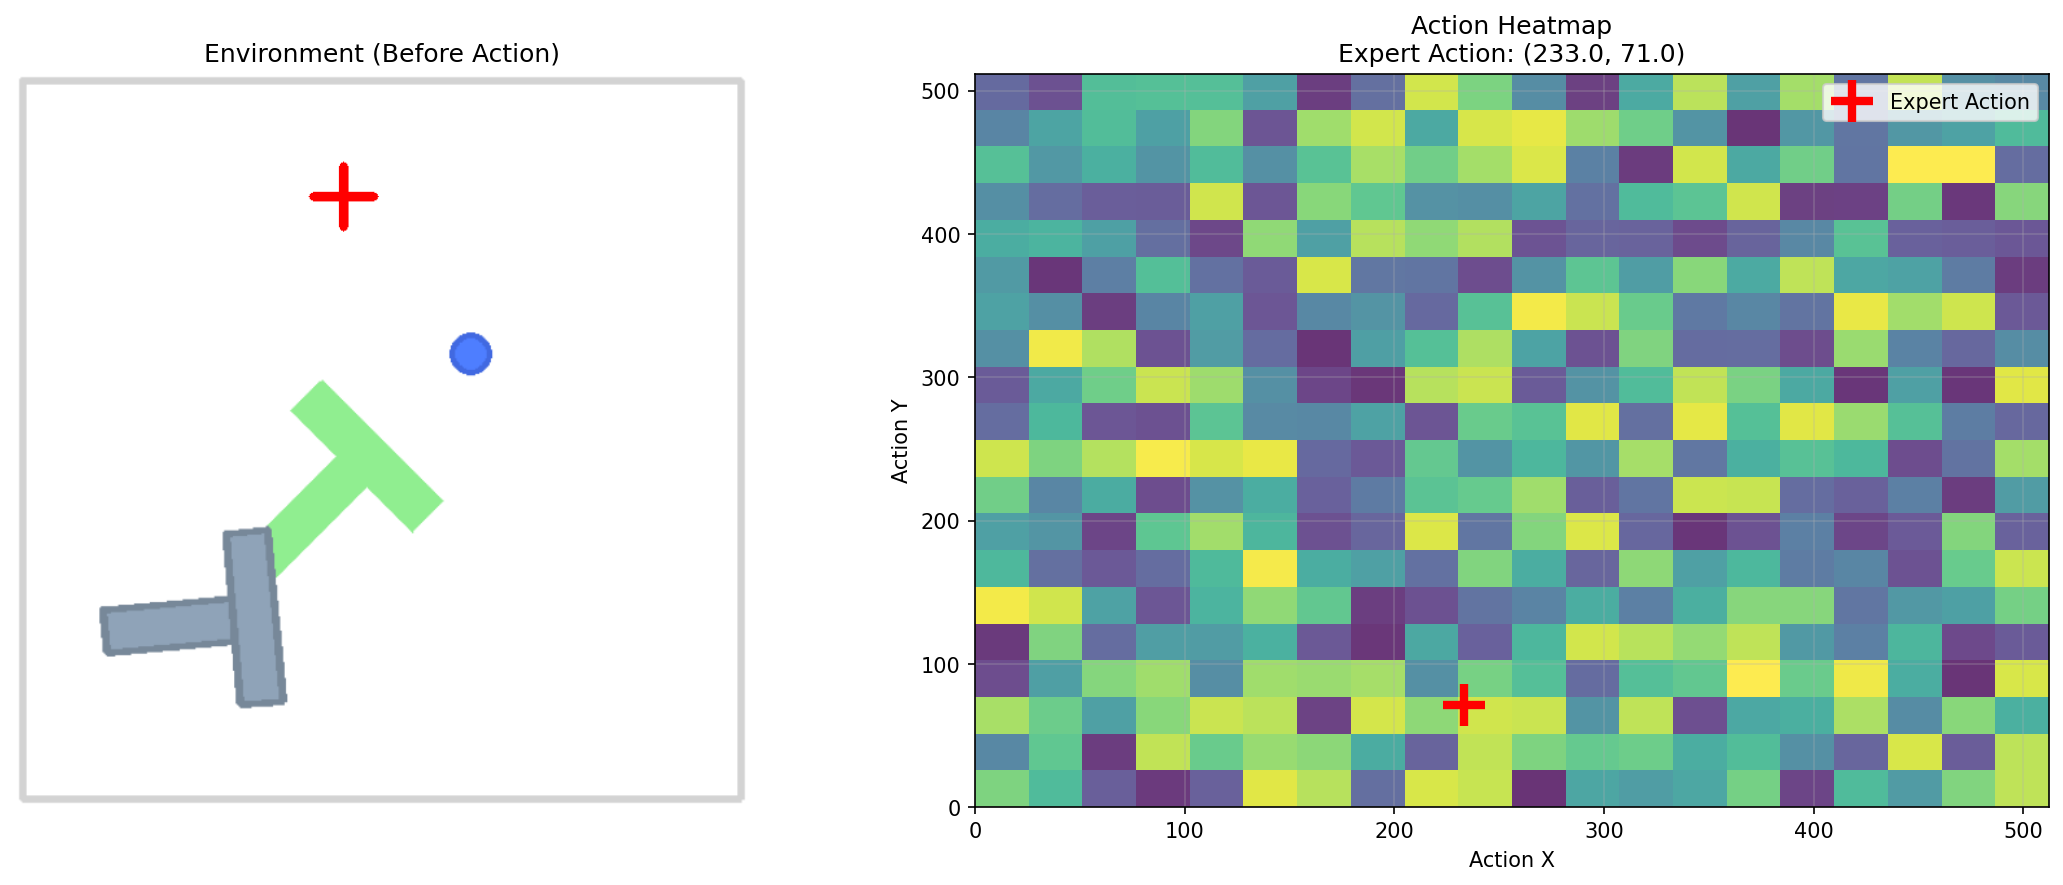 Environment (Before Action)
Action Heatmap
Expert Action: (233.0, 71.0)
Expert Action
500
400
300
200
100
0
Action Y
0 100 200 300 400 500
Action X